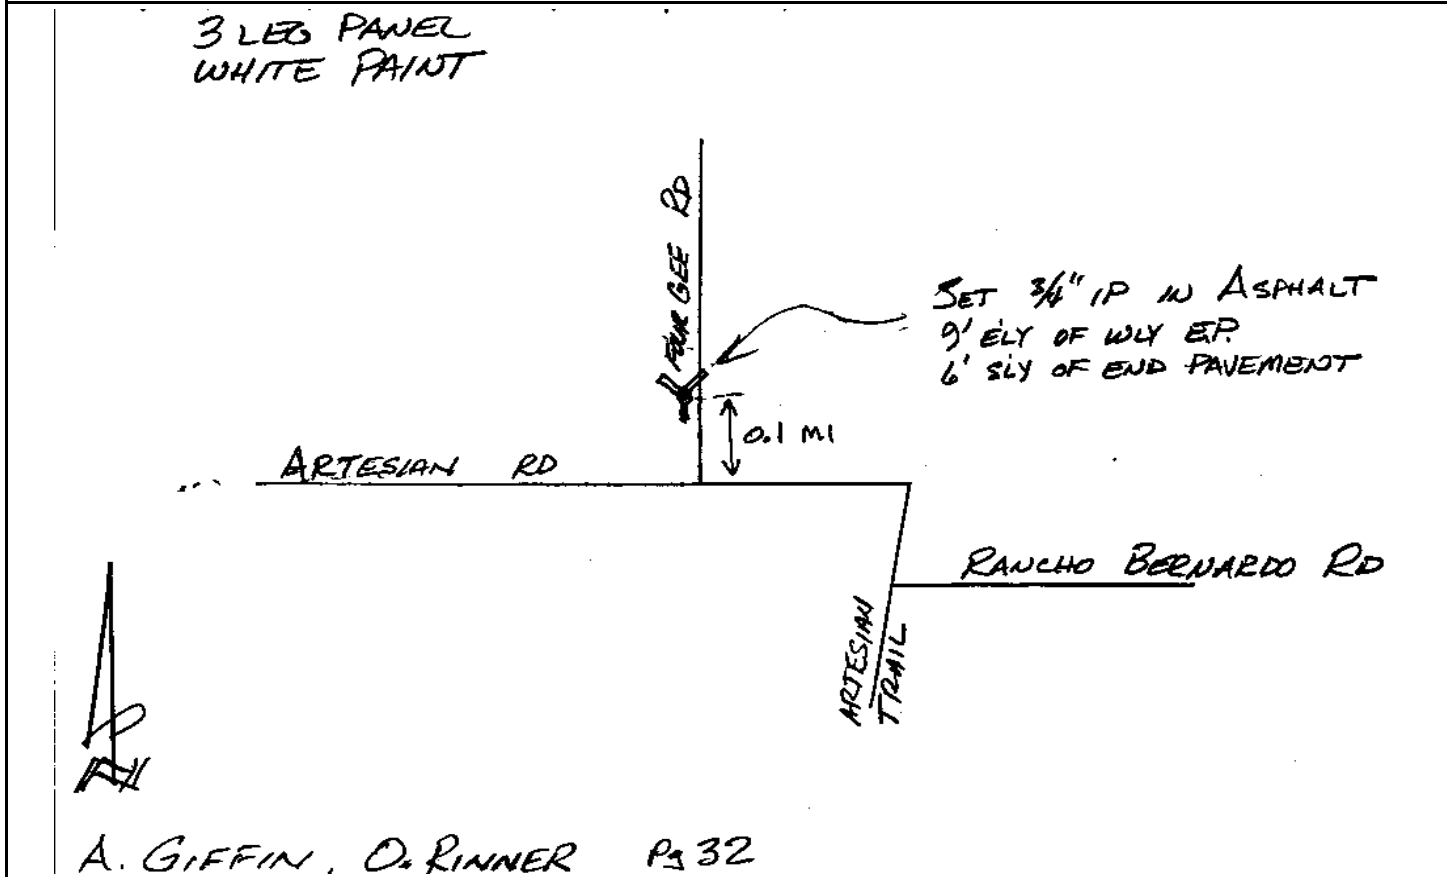 3 LEG PANEL
WHITE PAINT
FOUR GEE RD
SET 3/4" IP IN ASPHALT
9' ELY OF WLY E.P.
6' SLY OF END PAVEMENT
0.1 MI
ARTESIAN RD
RANCHO BERNARDO RD
ARTESIAN
TRAIL
A. GIFFIN, O. RINNER Pg 32